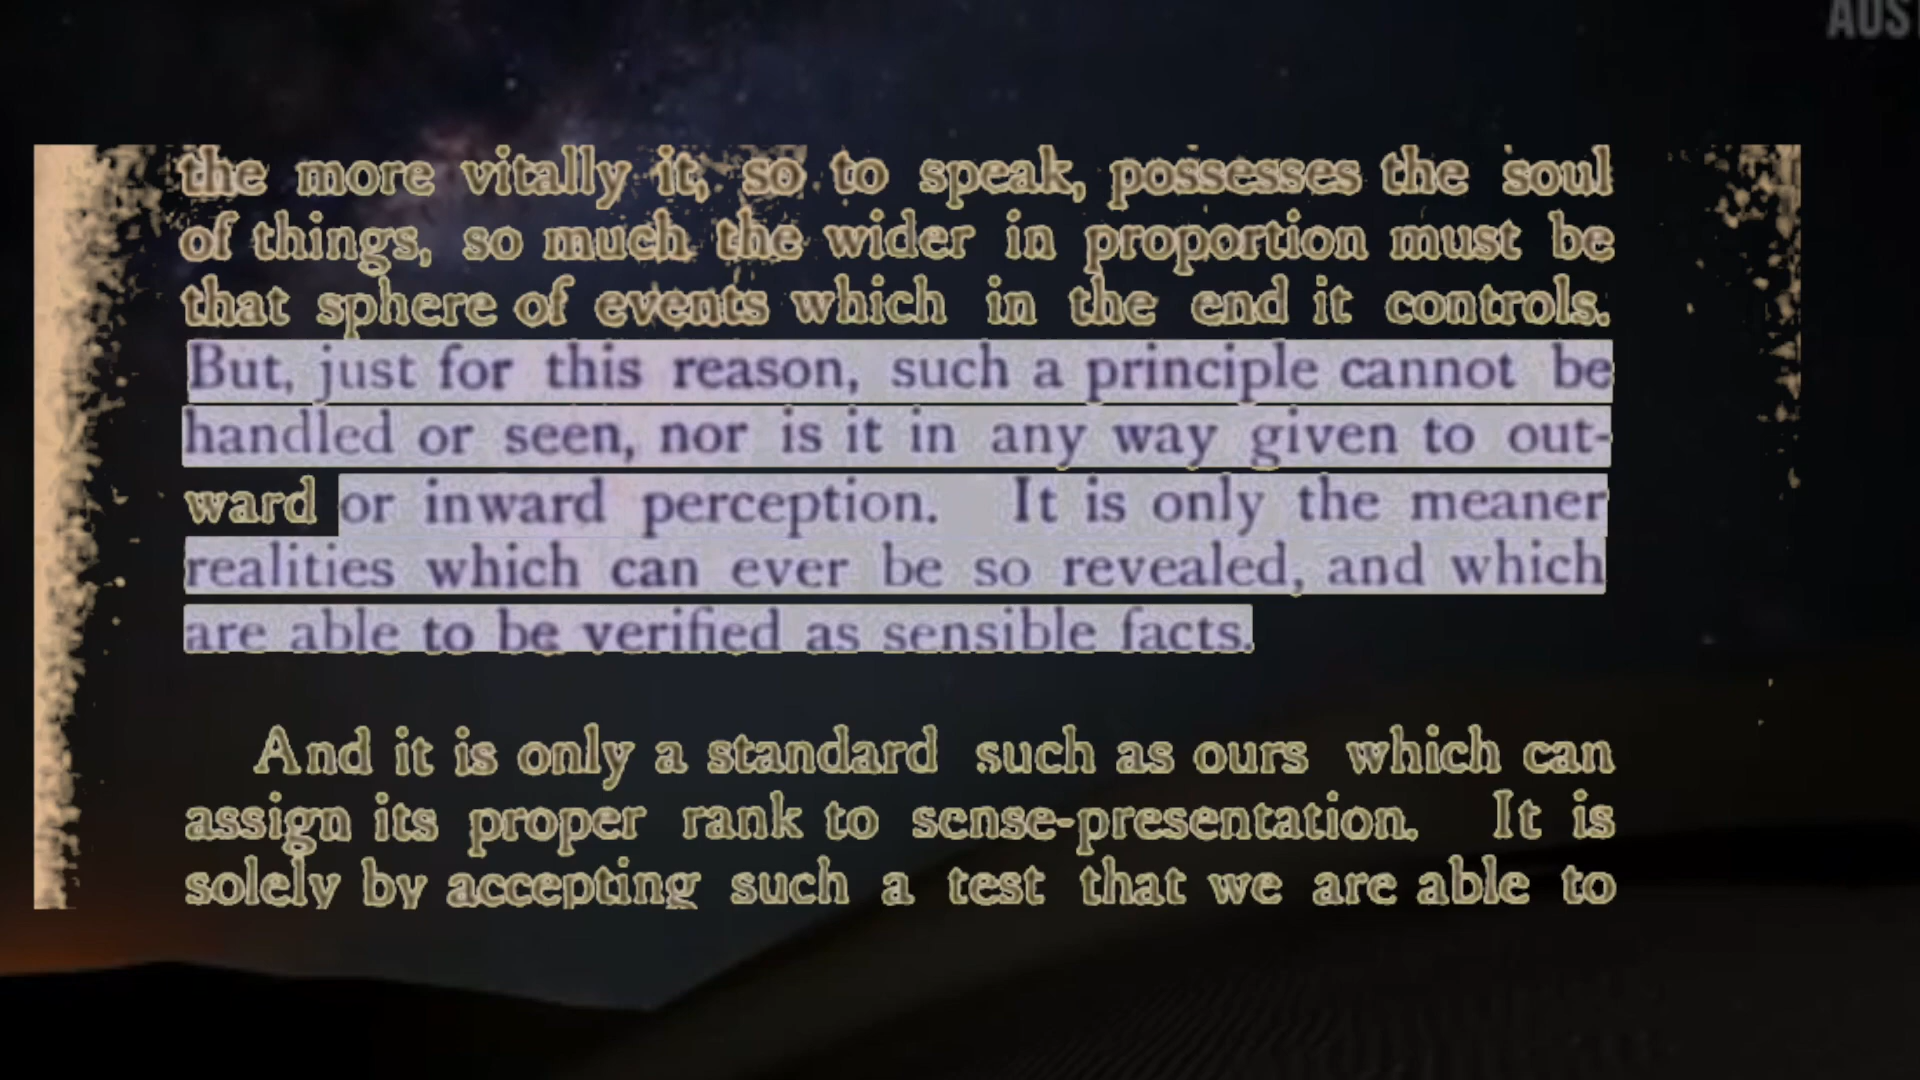 AUS
the more vitally it, so to speak, possesses the soul
of things, so much the wider in proportion must be
that sphere of events which in the end it controls.
But, just for this reason, such a principle cannot be
handled or seen, nor is it in any way given to out-
ward or inward perception. It is only the meaner
realities which can ever be so revealed, and which
are able to be verified as sensible facts.
And it is only a standard such as ours which can
assign its proper rank to sense-presentation. It is
solely by accepting such a test that we are able to